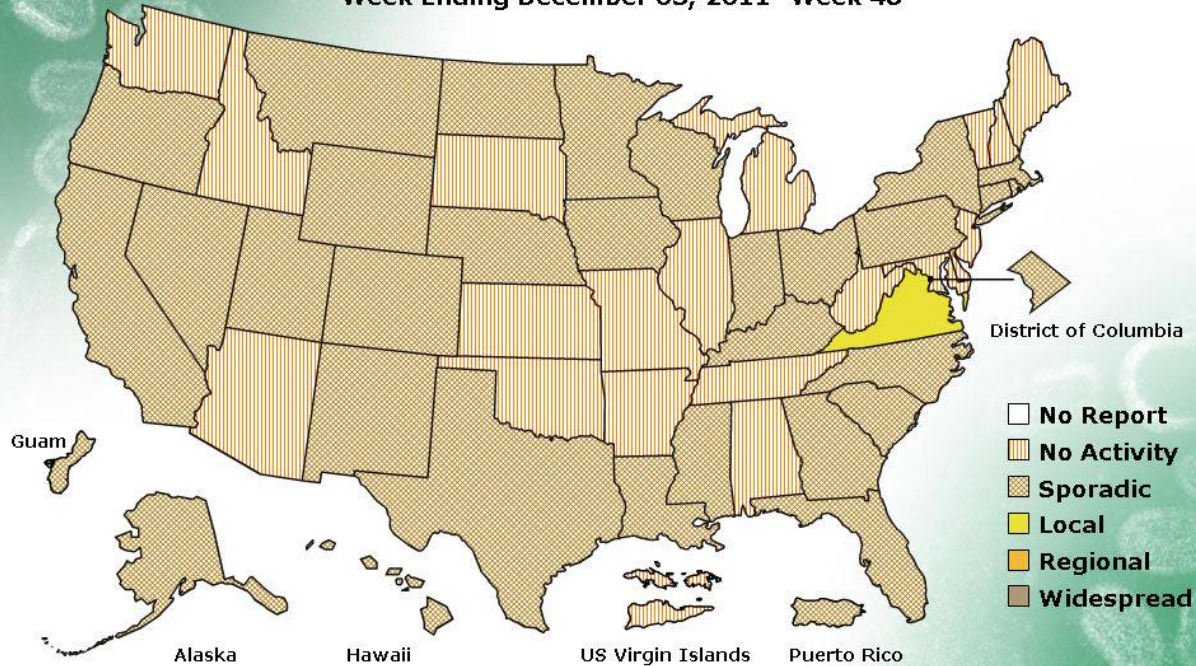 Week Ending December 03, 2011- Week 48
District of Columbia
Guam
No Report
No Activity
Sporadic
Local
Regional
Widespread
Alaska
Hawaii
US Virgin Islands
Puerto Rico